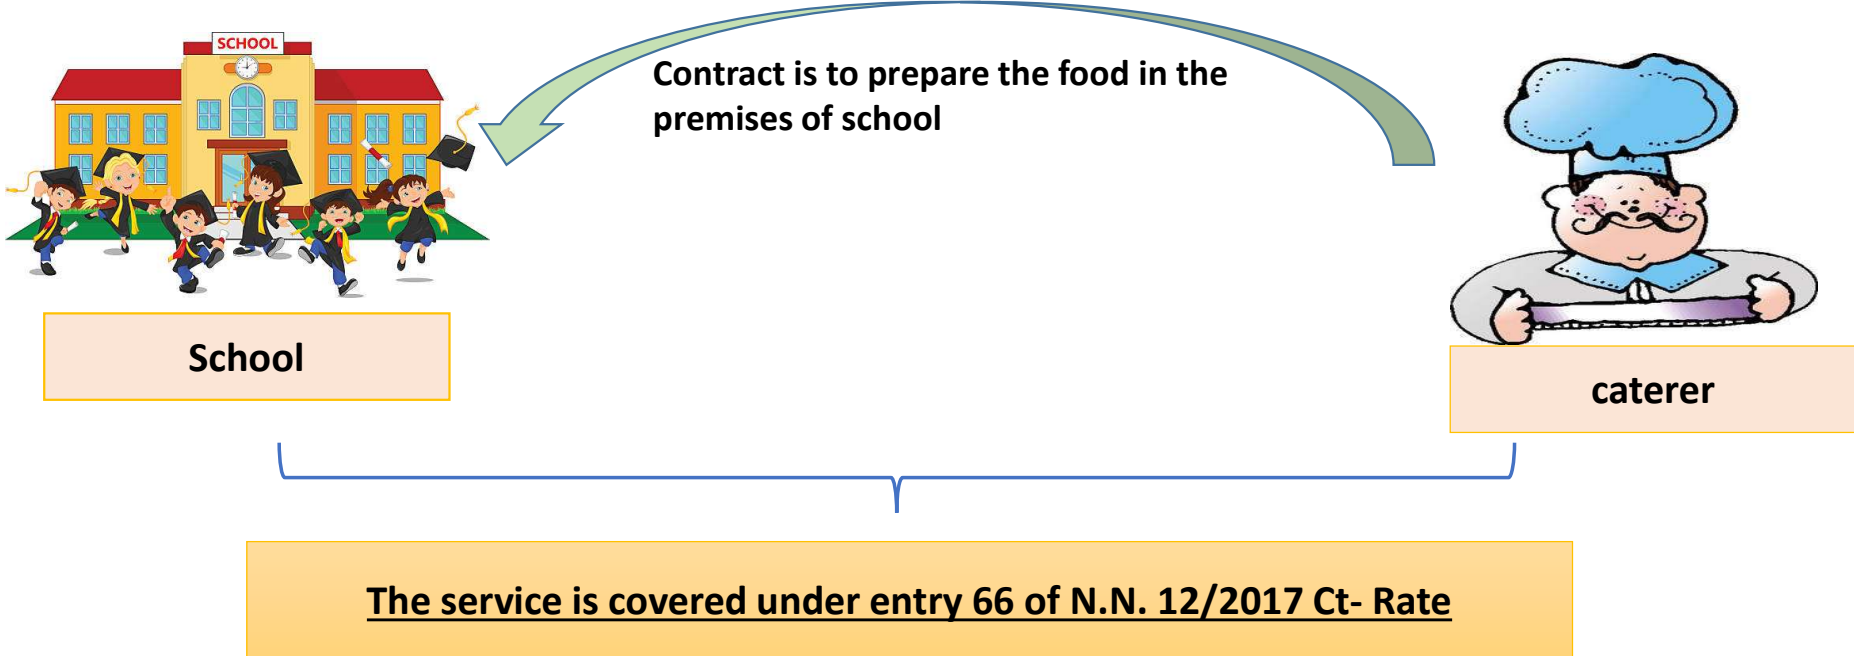 SCHOOL
Contract is to prepare the food in the
premises of school
School
caterer
The service is covered under entry 66 of N.N. 12/2017 Ct- Rate